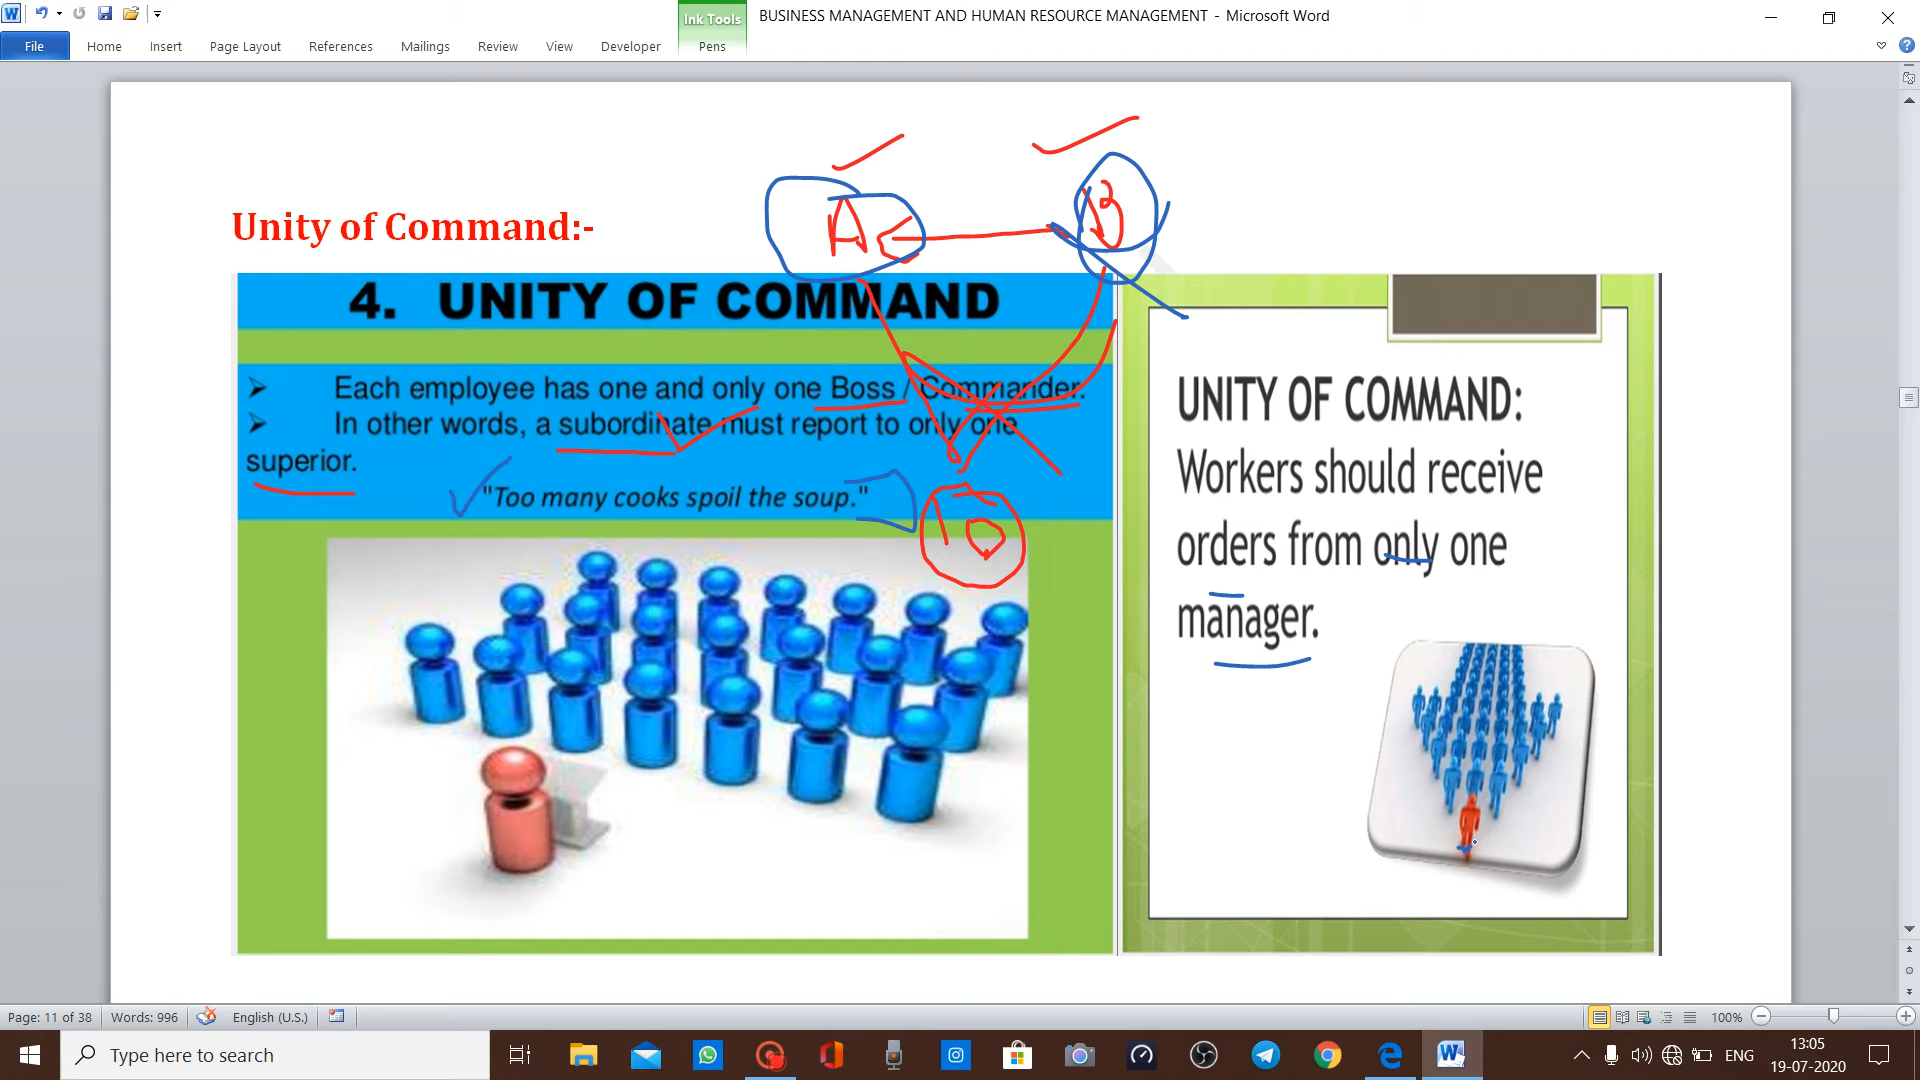 BUSINESS MANAGEMENT AND HUMAN RESOURCE MANAGEMENT - Microsoft Word
Ink Tools
File Home Insert Page Layout References Mailings Review View Developer Pens
A B
Unity of Command:-
4. UNITY OF COMMAND
Each employee has one and only one Boss / Commander.
In other words, a subordinate must report to only one
superior.
"Too many cooks spoil the soup."
10
UNITY OF COMMAND:
Workers should receive
orders from only one
manager.
Page: 11 of 38 Words: 996 English (U.S.) 100%
Type here to search
ENG
13:05
19-07-2020